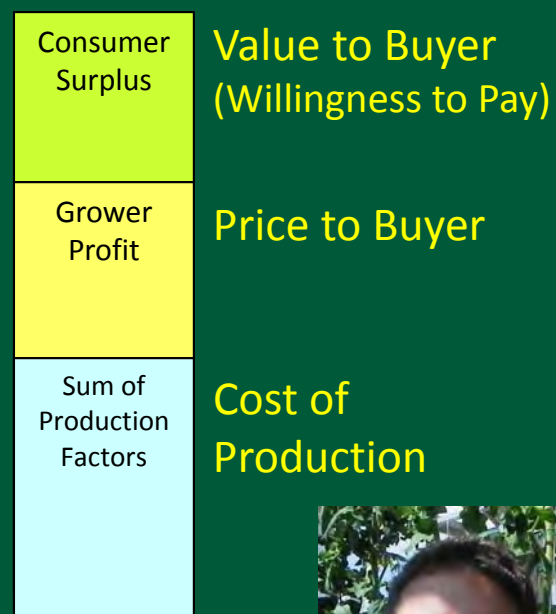 Consumer
Surplus
Value to Buyer
(Willingness to Pay)
Grower
Profit
Price to Buyer
Sum of
Production
Factors
Cost of
Production